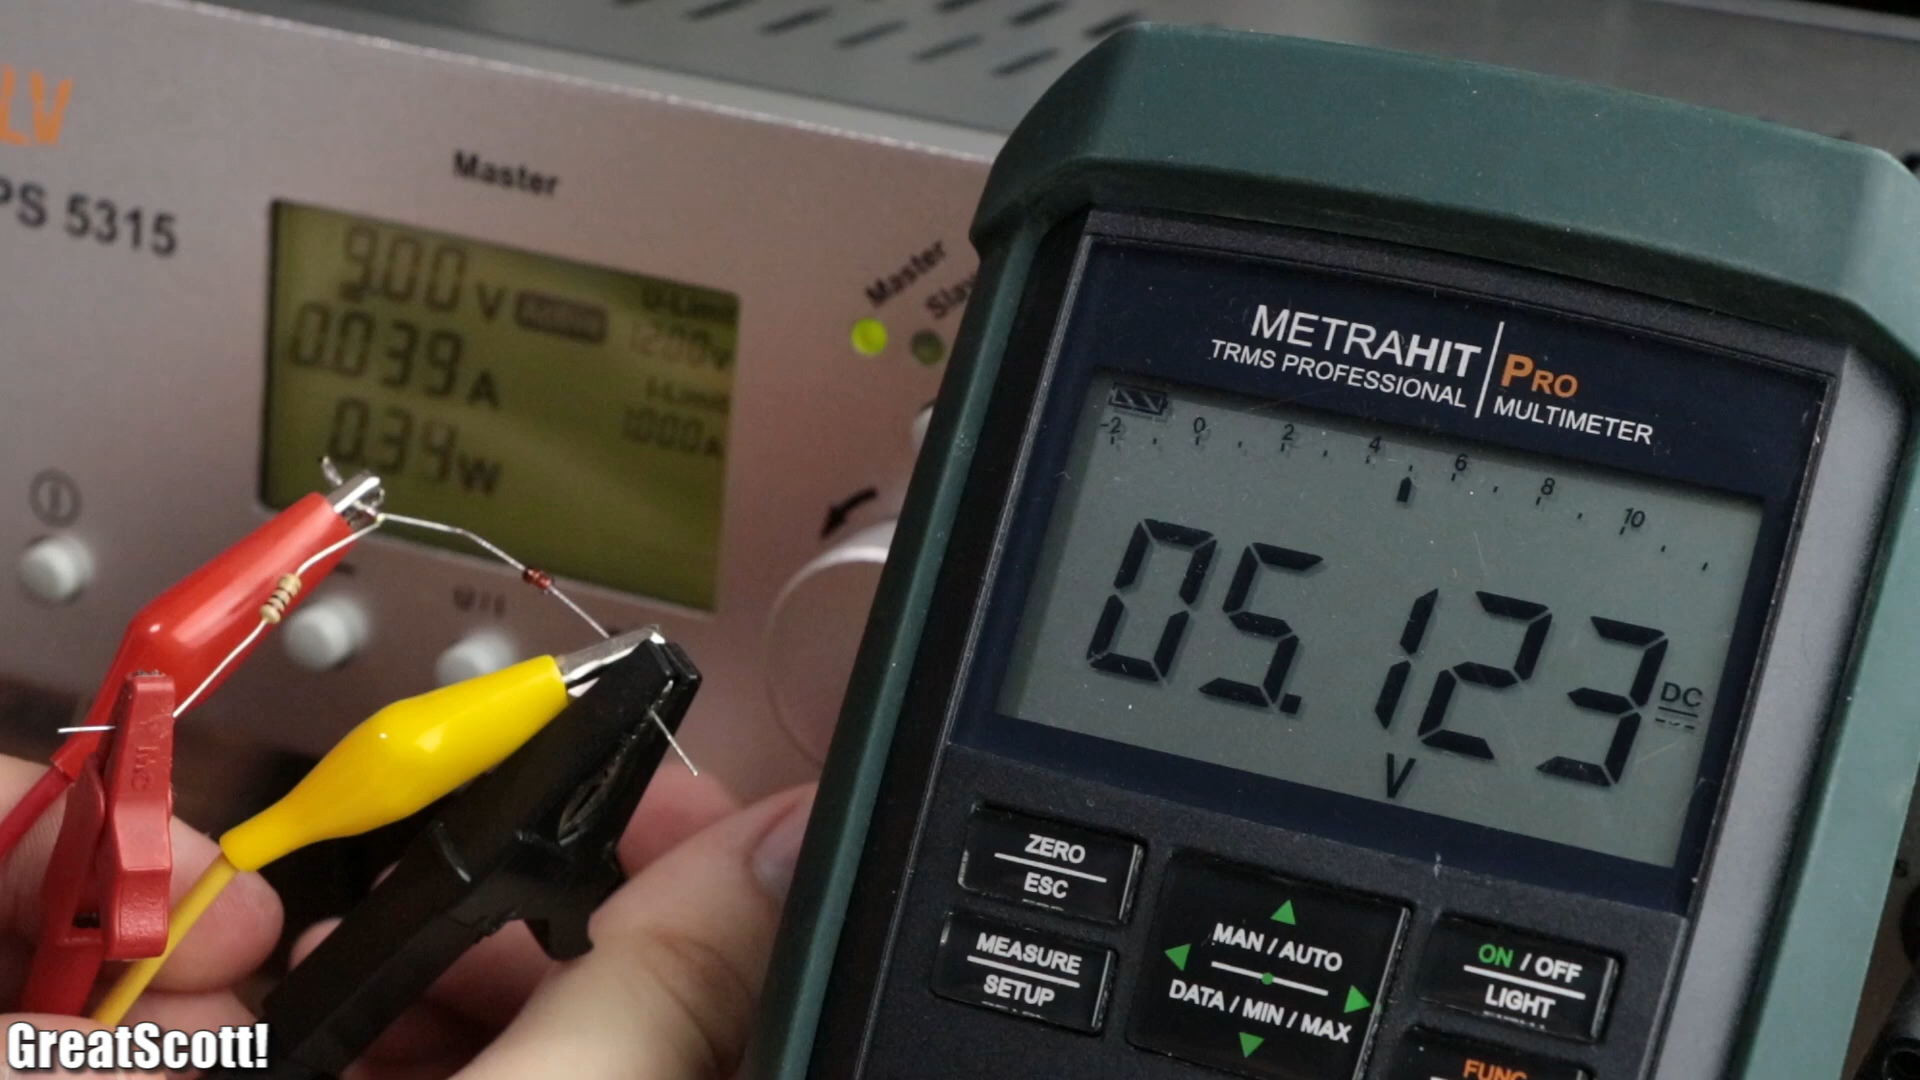 LV
PS 5315
Master
9.00 V
0.039 A
0.34 W
Master
METRAHIT PRO
TRMS PROFESSIONAL MULTIMETER
-2 0 2 4 6 8 10
05.123
DC
V
ZERO
ESC
MEASURE
SETUP
MAN / AUTO
DATA / MIN / MAX
ON / OFF
LIGHT
FUNC
GreatScott!